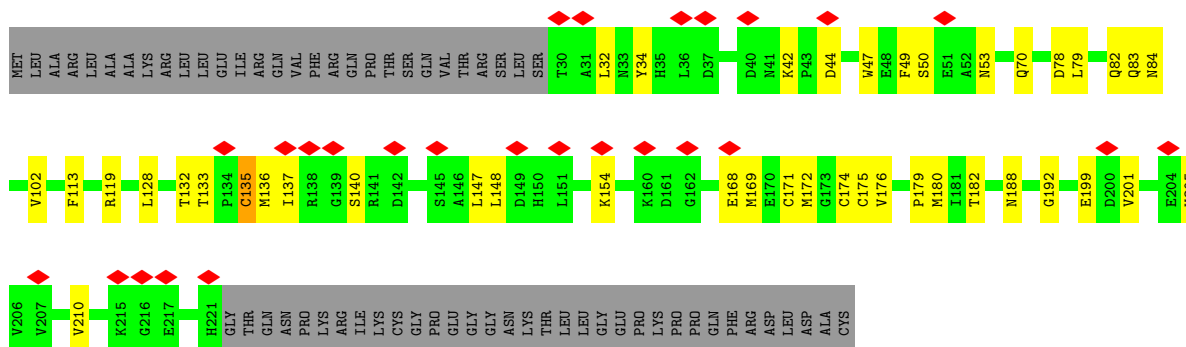 MET LEU ALA ARG LEU ALA ALA LYS ARG LEU LEU GLU ILE ARG GLN VAL PHE ARG GLN PRO THR SER GLN VAL THR ARG SER LEU SER T30 A31 L32 N33 Y34 H35 L36 D37 D40 N41 K42 P43 D44 W47 E48 F49 S50 E51 A52 N53 Q70 D78 L79 Q82 Q83 N84
V102 F113 R119 L128 T132 T133 P134 C135 M136 I137 R138 G139 S140 R141 D142 S145 A146 L147 L148 D149 H150 L151 K154 K160 D161 G162 E168 M169 E170 C171 M172 G173 C174 C175 V176 P179 M180 I181 T182 N188 G192 E199 D200 V201 E204
V206 V207 V210 K215 G216 E217 H221 GLY THR GLN ASN PRO LYS ARG ILE LYS CYS GLY PRO GLU GLY GLY ASN LYS THR LEU LEU GLY GLU PRO LYS PRO PRO GLN PHE ARG ASP LEU ASP ALA CYS